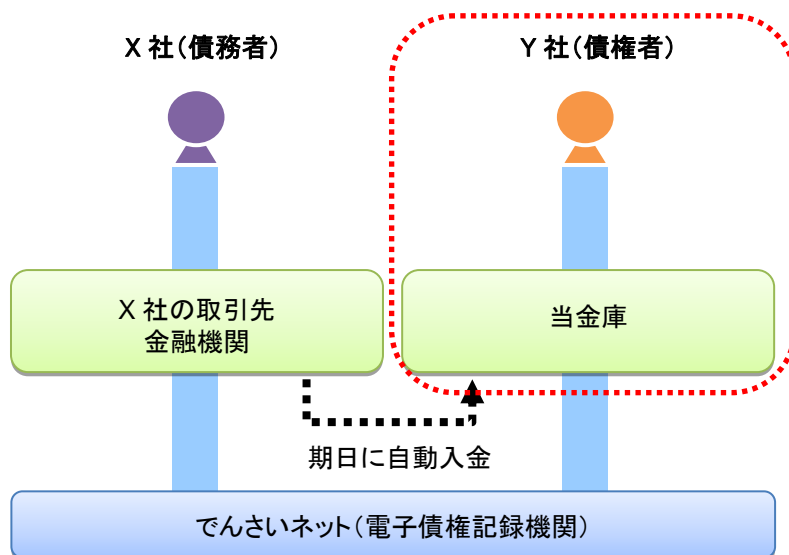 X 社（債務者）
Y 社（債権者）
X 社の取引先
金融機関
当金庫
期日に自動入金
でんさいネット（電子債権記録機関）